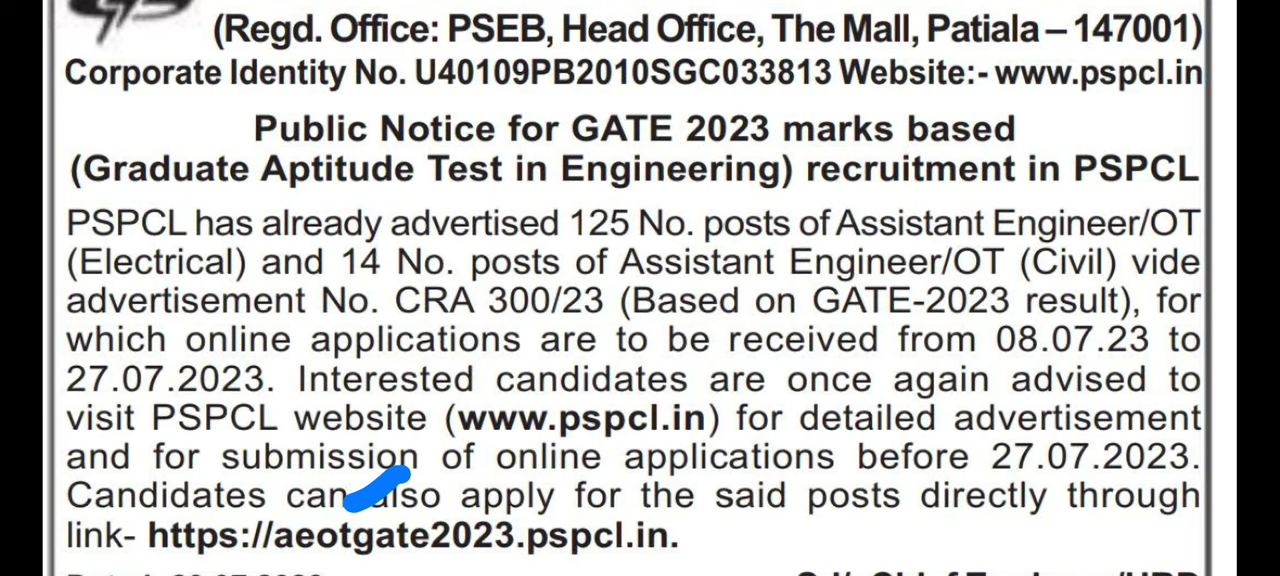 (Regd. Office: PSEB, Head Office, The Mall, Patiala – 147001)
Corporate Identity No. U40109PB2010SGC033813 Website:- www.pspcl.in
Public Notice for GATE 2023 marks based
(Graduate Aptitude Test in Engineering) recruitment in PSPCL
PSPCL has already advertised 125 No. posts of Assistant Engineer/OT
(Electrical) and 14 No. posts of Assistant Engineer/OT (Civil) vide
advertisement No. CRA 300/23 (Based on GATE-2023 result), for
which online applications are to be received from 08.07.23 to
27.07.2023. Interested candidates are once again advised to
visit PSPCL website (www.pspcl.in) for detailed advertisement
and for submission of online applications before 27.07.2023.
Candidates can also apply for the said posts directly through
link- https://aeotgate2023.pspcl.in.